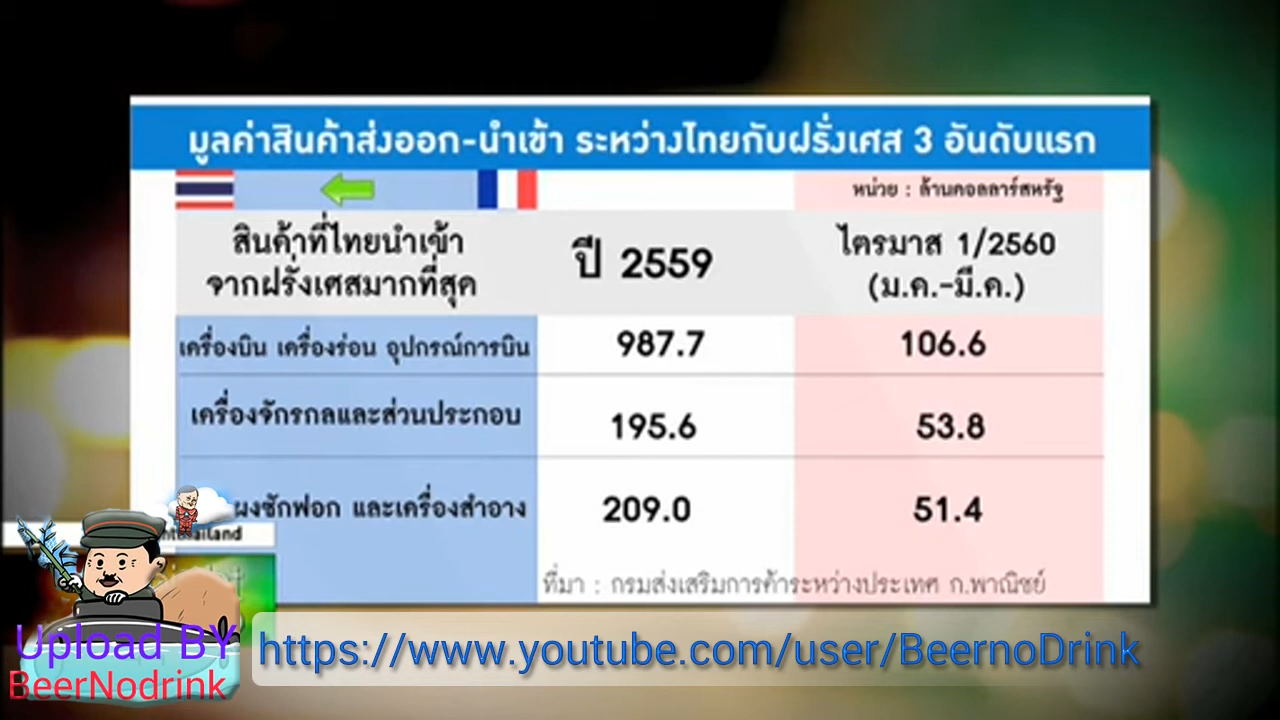 มูลค่าสินค้าส่งออก-นำเข้า ระหว่างไทยกับฝรั่งเศส 3 อันดับแรก
หน่วย : ล้านดอลลาร์สหรัฐ
สินค้าที่ไทยนำเข้า
จากฝรั่งเศสมากที่สุด
ปี 2559
ไตรมาส 1/2560
(ม.ค.-มี.ค.)
เครื่องบิน เครื่องร่อน อุปกรณ์การบิน 987.7 106.6
เครื่องจักรกลและส่วนประกอบ 195.6 53.8
ผงซักฟอก และเครื่องสำอาง 209.0 51.4
ที่มา : กรมส่งเสริมการค้าระหว่างประเทศ ก.พาณิชย์
Upload BY
BeerNodrink
https://www.youtube.com/user/BeernoDrink